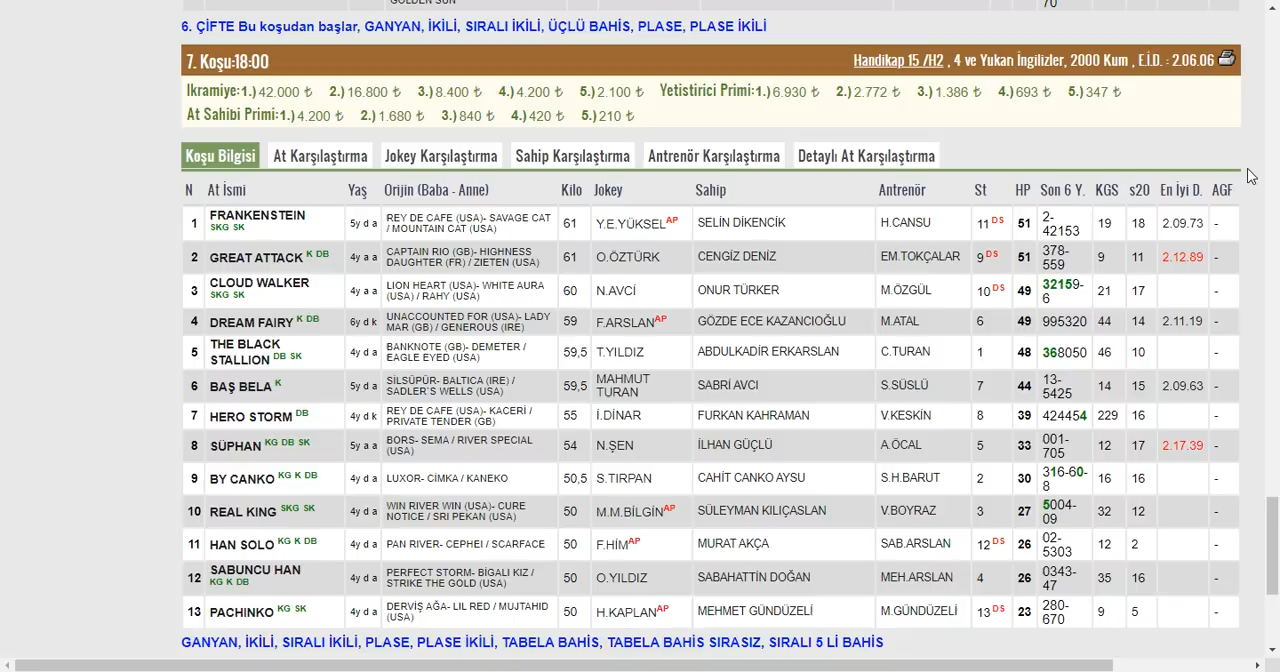 GOLDEN SUN
70
6. ÇİFTE Bu koşudan başlar, GANYAN, İKİLİ, SIRALI İKİLİ, ÜÇLÜ BAHİS, PLASE, PLASE İKİLİ
7. Koşu:18:00 Handikap 15 /H2 , 4 ve Yukarı İngilizler, 2000 Kum , E.İ.D. : 2.06.06
Ikramiye:1.) 42.000 ₺ 2.) 16.800 ₺ 3.) 8.400 ₺ 4.) 4.200 ₺ 5.) 2.100 ₺ Yetistirici Primi:1.) 6.930 ₺ 2.) 2.772 ₺ 3.) 1.386 ₺ 4.) 693 ₺ 5.) 347 ₺
At Sahibi Primi:1.) 4.200 ₺ 2.) 1.680 ₺ 3.) 840 ₺ 4.) 420 ₺ 5.) 210 ₺
Koşu Bilgisi At Karşılaştırma Jokey Karşılaştırma Sahip Karşılaştırma Antrenör Karşılaştırma Detaylı At Karşılaştırma
N At İsmi Yaş Orijin (Baba - Anne) Kilo Jokey Sahip Antrenör St HP Son 6 Y. KGS s20 En İyi D. AGF
1 FRANKENSTEIN SKG SK 5y d a REY DE CAFE (USA)- SAVAGE CAT / MOUNTAIN CAT (USA) 61 Y.E.YÜKSEL AP SELİN DİKENCİK H.CANSU 11 DS 51 2-42153 19 18 2.09.73 -
2 GREAT ATTACK K DB 4y a a CAPTAIN RIO (GB)- HIGHNESS DAUGHTER (FR) / ZIETEN (USA) 61 O.ÖZTÜRK CENGİZ DENİZ EM.TOKÇALAR 9 DS 51 378-559 9 11 2.12.89 -
3 CLOUD WALKER SKG SK 4y a a LION HEART (USA)- WHITE AURA (USA) / RAHY (USA) 60 N.AVCİ ONUR TÜRKER M.ÖZGÜL 10 DS 49 32159-6 21 17 -
4 DREAM FAIRY K DB 6y d k UNACCOUNTED FOR (USA)- LADY MAR (GB) / GENEROUS (IRE) 59 F.ARSLAN AP GÖZDE ECE KAZANCIOĞLU M.ATAL 6 49 995320 44 14 2.11.19 -
5 THE BLACK STALLION DB SK 4y d a BANKNOTE (GB)- DEMETER / EAGLE EYED (USA) 59,5 T.YILDIZ ABDULKADİR ERKARSLAN C.TURAN 1 48 368050 46 10 -
6 BAŞ BELA K 5y d a SİLSÜPÜR- BALTICA (IRE) / SADLER'S WELLS (USA) 59,5 MAHMUT TURAN SABRİ AVCI S.SÜSLÜ 7 44 13-5425 14 15 2.09.63 -
7 HERO STORM DB 4y d k REY DE CAFE (USA)- KACERİ / PRIVATE TENDER (GB) 55 İ.DİNAR FURKAN KAHRAMAN V.KESKİN 8 39 424454 229 16 -
8 SÜPHAN KG DB SK 5y a a BORS- SEMA / RIVER SPECIAL (USA) 54 N.ŞEN İLHAN GÜÇLÜ A.ÖCAL 5 33 001-705 12 17 2.17.39 -
9 BY CANKO KG K DB 4y d a LUXOR- CİMKA / KANEKO 50,5 S.TIRPAN CAHİT CANKO AYSU S.H.BARUT 2 30 316-60-8 16 16 -
10 REAL KING SKG SK 4y d a WIN RIVER WIN (USA)- CURE NOTICE / SRI PEKAN (USA) 50 M.M.BİLGİN AP SÜLEYMAN KILIÇASLAN V.BOYRAZ 3 27 5004-09 32 12 -
11 HAN SOLO KG K DB 4y d a PAN RIVER- CEPHEI / SCARFACE 50 F.HİM AP MURAT AKÇA SAB.ARSLAN 12 DS 26 02-5303 12 2 -
12 SABUNCU HAN KG K DB 4y d a PERFECT STORM- BİGALI KIZ / STRIKE THE GOLD (USA) 50 O.YILDIZ SABAHATTİN DOĞAN MEH.ARSLAN 4 26 0343-47 35 16 -
13 PACHINKO KG SK 4y d a DERVİŞ AĞA- LIL RED / MUJTAHID (USA) 50 H.KAPLAN AP MEHMET GÜNDÜZELİ M.GÜNDÜZELİ 13 DS 23 280-670 9 5 -
GANYAN, İKİLİ, SIRALI İKİLİ, PLASE, PLASE İKİLİ, TABELA BAHİS, TABELA BAHİS SIRASIZ, SIRALI 5 Lİ BAHİS